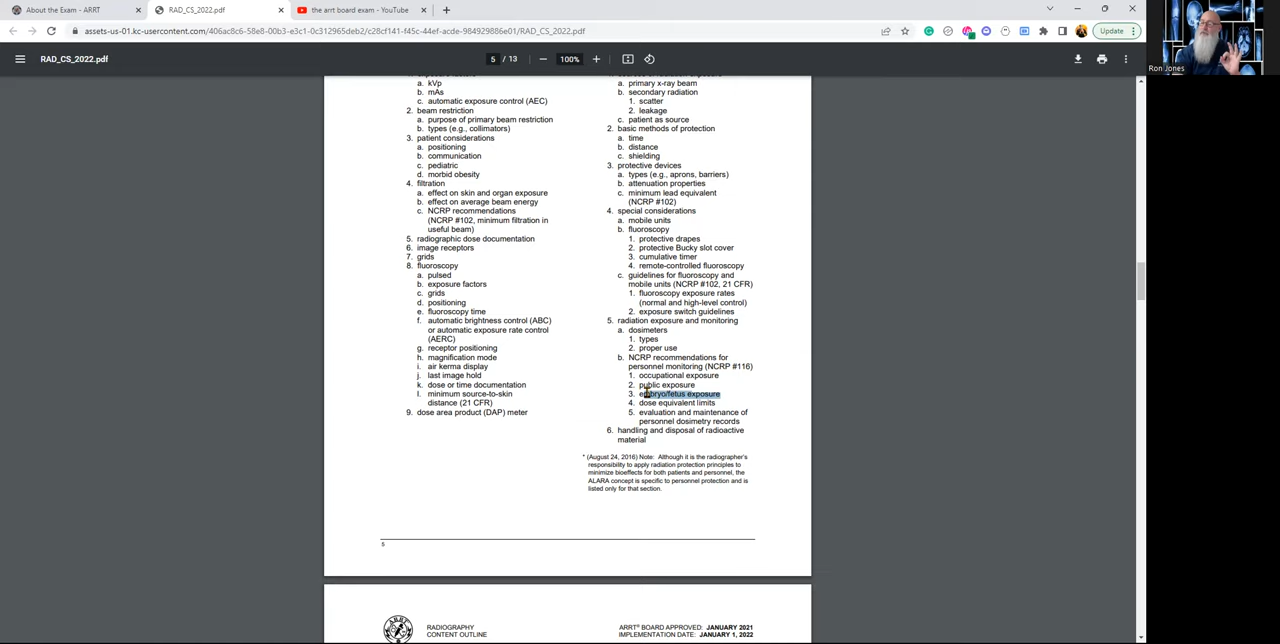 About the Exam - ARRT
RAD_CS_2022.pdf
the arrt board exam - YouTube
assets-us-01.kc-usercontent.com/406ac8c6-58e8-00b3-e3c1-0c312965deb2/c28cf141-f45c-44ef-acde-984929886e01/RAD_CS_2022.pdf
Update
RAD_CS_2022.pdf
5 / 13
100%
Ron Jones
a. kVp
b. mAs
c. automatic exposure control (AEC)
2. beam restriction
a. purpose of primary beam restriction
b. types (e.g., collimators)
3. patient considerations
a. positioning
b. communication
c. pediatric
d. morbid obesity
4. filtration
a. effect on skin and organ exposure
b. effect on average beam energy
c. NCRP recommendations
(NCRP #102, minimum filtration in
useful beam)
5. radiographic dose documentation
6. image receptors
7. grids
8. fluoroscopy
a. pulsed
b. exposure factors
c. grids
d. positioning
e. fluoroscopy time
f. automatic brightness control (ABC)
or automatic exposure rate control
(AERC)
g. receptor positioning
h. magnification mode
i. air kerma display
j. last image hold
k. dose or time documentation
l. minimum source-to-skin
distance (21 CFR)
9. dose area product (DAP) meter
a. primary x-ray beam
b. secondary radiation
1. scatter
2. leakage
c. patient as source
2. basic methods of protection
a. time
b. distance
c. shielding
3. protective devices
a. types (e.g., aprons, barriers)
b. attenuation properties
c. minimum lead equivalent
(NCRP #102)
4. special considerations
a. mobile units
b. fluoroscopy
1. protective drapes
2. protective Bucky slot cover
3. cumulative timer
4. remote-controlled fluoroscopy
c. guidelines for fluoroscopy and
mobile units (NCRP #102, 21 CFR)
1. fluoroscopy exposure rates
(normal and high-level control)
2. exposure switch guidelines
5. radiation exposure and monitoring
a. dosimeters
1. types
2. proper use
b. NCRP recommendations for
personnel monitoring (NCRP #116)
1. occupational exposure
2. public exposure
3. embryo/fetus exposure
4. dose equivalent limits
5. evaluation and maintenance of
personnel dosimetry records
6. handling and disposal of radioactive
material
* (August 24, 2016) Note: Although it is the radiographer's
responsibility to apply radiation protection principles to
minimize bioeffects for both patients and personnel, the
ALARA concept is specific to personnel protection and is
listed only for that section.
5
RADIOGRAPHY
CONTENT OUTLINE
ARRT® BOARD APPROVED: JANUARY 2021
IMPLEMENTATION DATE: JANUARY 1, 2022